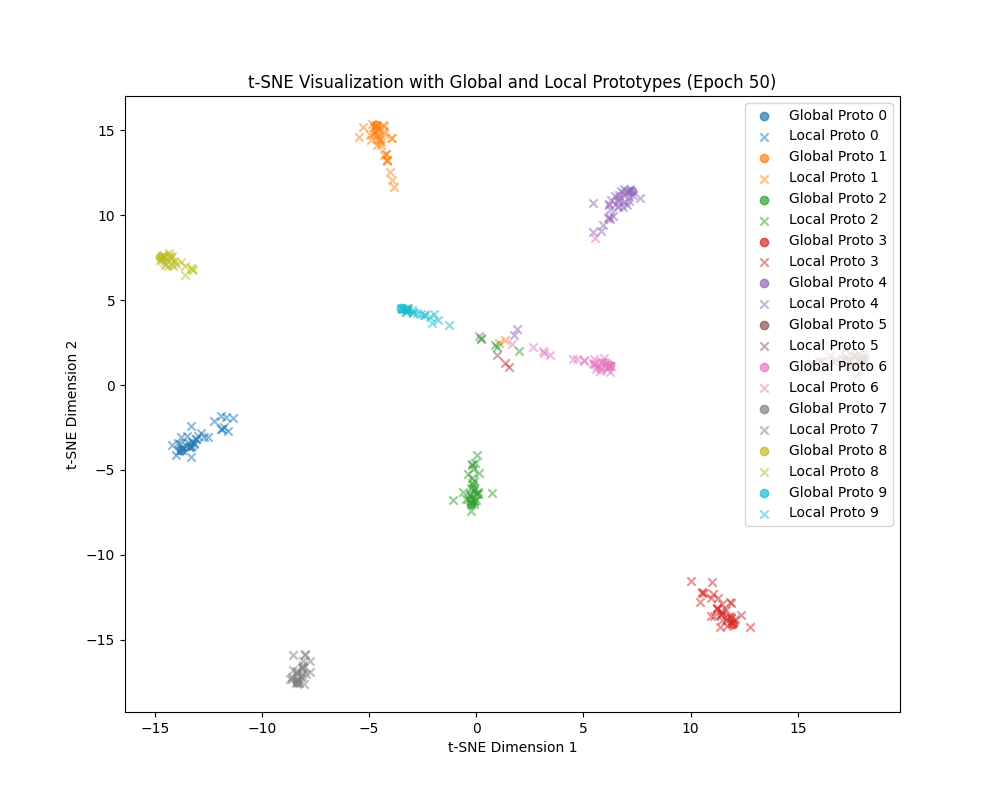 t-SNE Visualization with Global and Local Prototypes (Epoch 50)
15
10
5
0
−5
−10
−15
t-SNE Dimension 2
Global Proto 0
Local Proto 0
Global Proto 1
Local Proto 1
Global Proto 2
Local Proto 2
Global Proto 3
Local Proto 3
Global Proto 4
Local Proto 4
Global Proto 5
Local Proto 5
Global Proto 6
Local Proto 6
Global Proto 7
Local Proto 7
Global Proto 8
Local Proto 8
Global Proto 9
Local Proto 9
−15 −10 −5 0 5 10 15
t-SNE Dimension 1